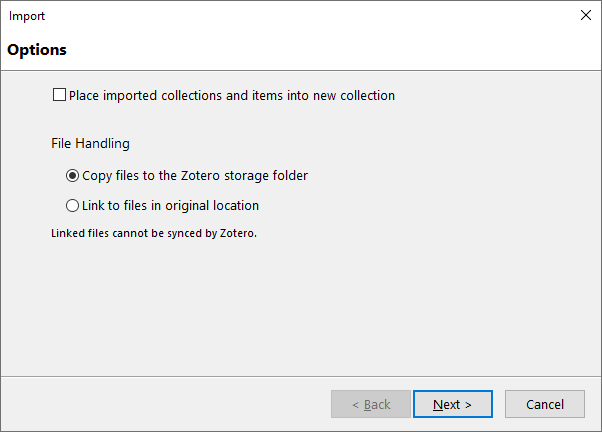 Import
Options
Place imported collections and items into new collection
File Handling
Copy files to the Zotero storage folder
Link to files in original location
Linked files cannot be synced by Zotero.
< Back Next > Cancel